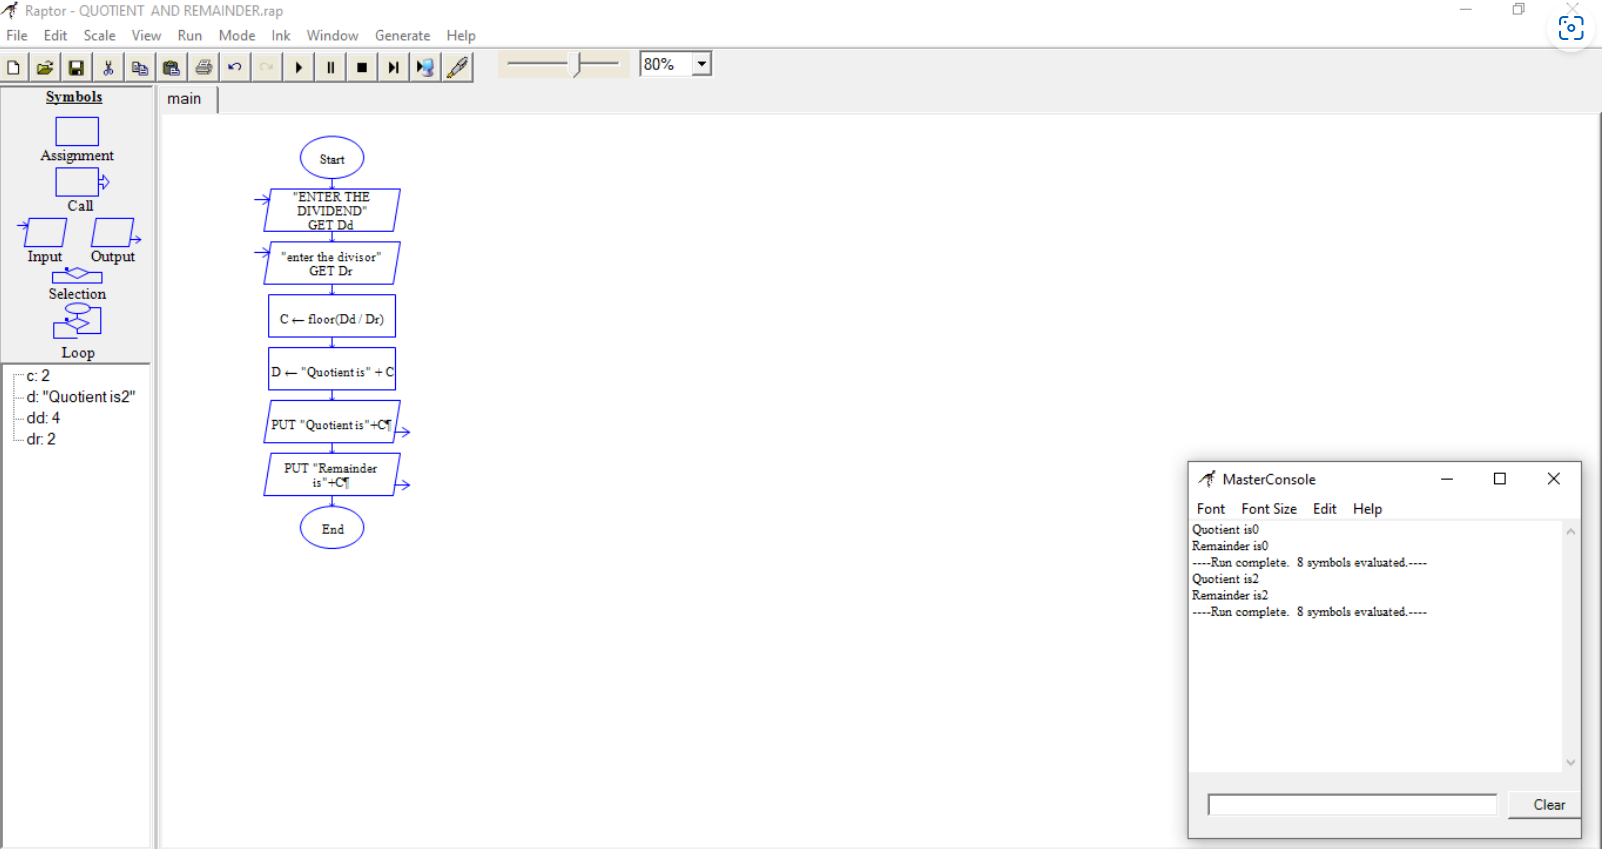 Raptor - QUOTIENT  AND REMAINDER.rap
File Edit Scale View Run Mode Ink Window Generate Help
80%
Symbols
Assignment
Call
Input Output
Selection
Loop
c: 2
d: "Quotient is2"
dd: 4
dr: 2
main
Start
"ENTER THE
DIVIDEND"
GET Dd
"enter the divisor"
GET Dr
C ← floor(Dd / Dr)
D ← "Quotient is" + C
PUT "Quotient is"+C¶
PUT "Remainder
is"+C¶
End
MasterConsole
Font Font Size Edit Help
Quotient is0
Remainder is0
----Run complete.  8 symbols evaluated.----
Quotient is2
Remainder is2
----Run complete.  8 symbols evaluated.----
Clear